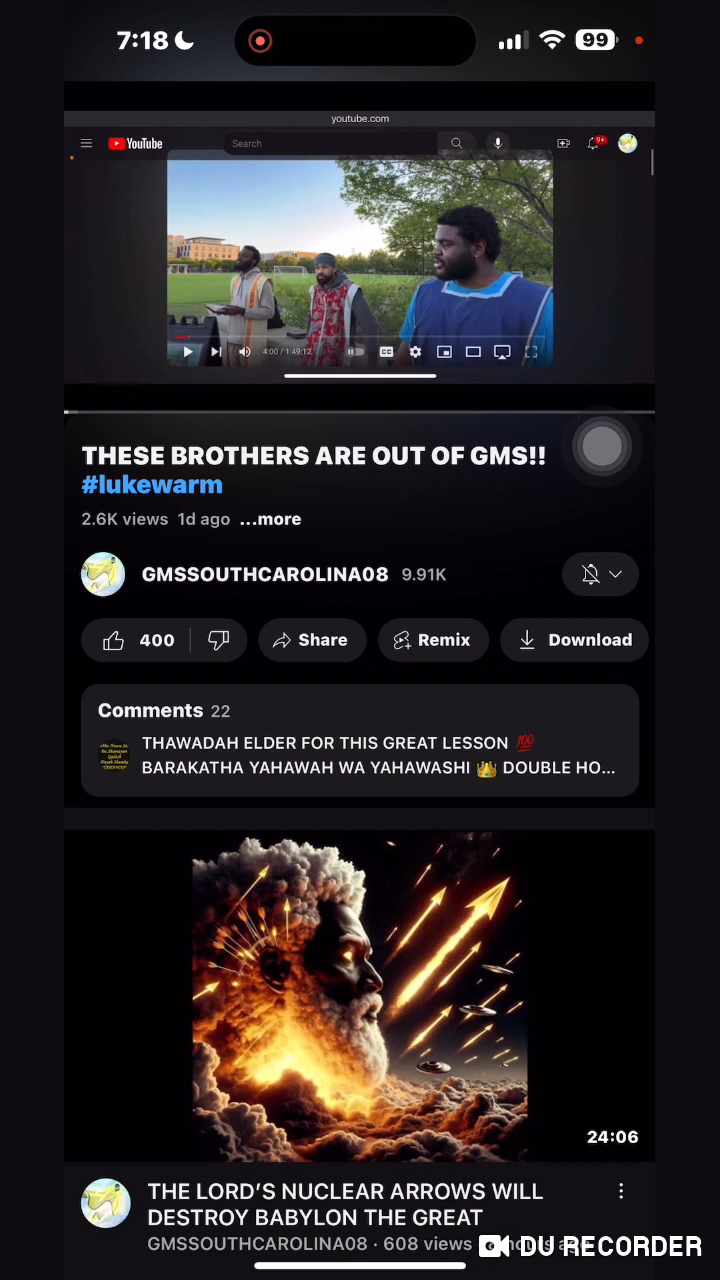 7:18
99
youtube.com
YouTube
Search
9+
4:00 / 1:49:12
CC
THESE BROTHERS ARE OUT OF GMS!!
#lukewarm
2.6K views 1d ago ...more
GMSSOUTHCAROLINA08 9.91K
400
Share
Remix
Download
Comments 22
THAWADAH ELDER FOR THIS GREAT LESSON 💯
BARAKATHA YAHAWAH WA YAHAWASHI 👑 DOUBLE HO...
24:06
THE LORD'S NUCLEAR ARROWS WILL
DESTROY BABYLON THE GREAT
GMSSOUTHCAROLINA08 · 608 views
DU RECORDER